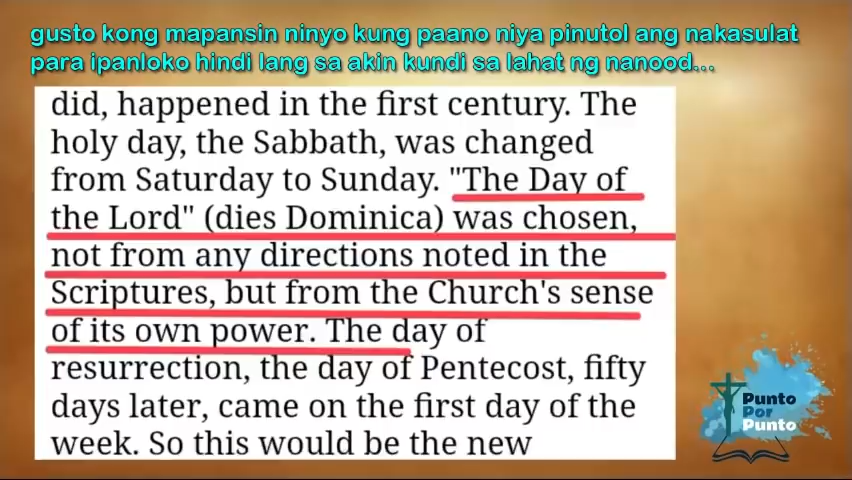 gusto kong mapansin ninyo kung paano niya pinutol ang nakasulat
para ipanloko hindi lang sa akin kundi sa lahat ng nanood...
did, happened in the first century. The
holy day, the Sabbath, was changed
from Saturday to Sunday. "The Day of
the Lord" (dies Dominica) was chosen,
not from any directions noted in the
Scriptures, but from the Church's sense
of its own power. The day of
resurrection, the day of Pentecost, fifty
days later, came on the first day of the
week. So this would be the new
Punto
Por
Punto